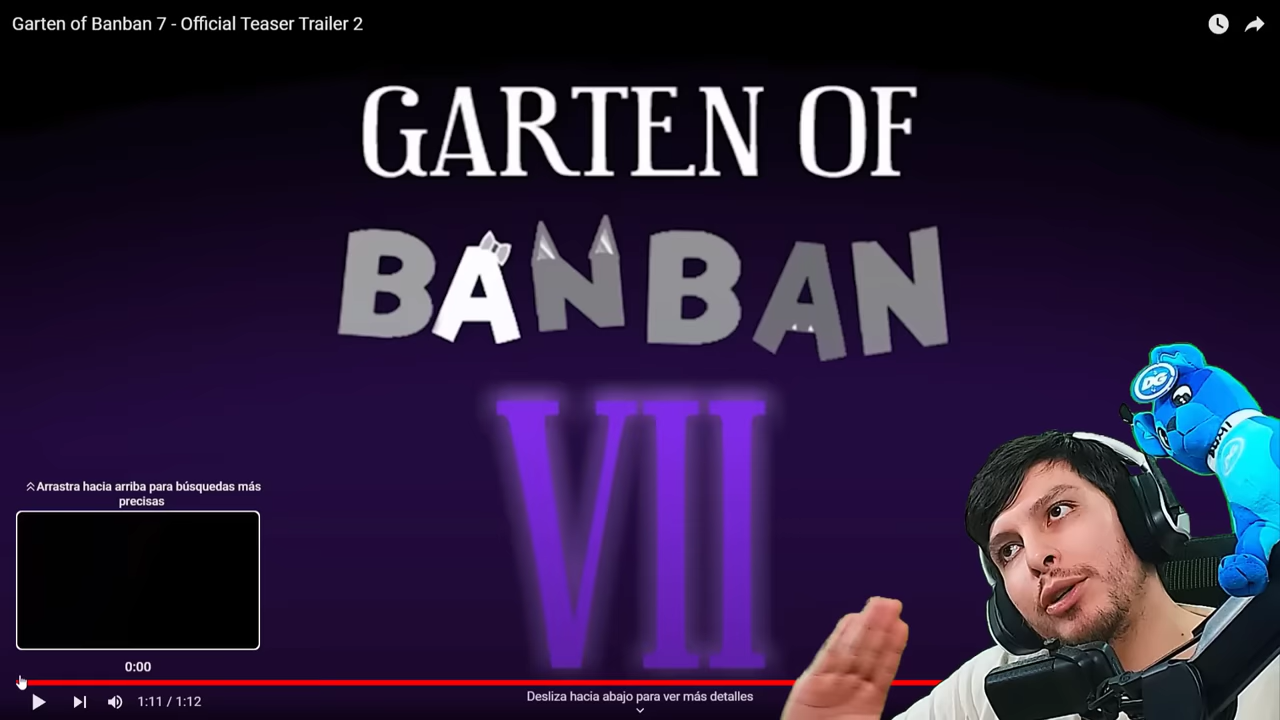 Garten of Banban 7 - Official Teaser Trailer 2
GARTEN OF
BANBAN
VII
Arrastra hacia arriba para búsquedas más
precisas
0:00
1:11 / 1:12
Desliza hacia abajo para ver más detalles
DG